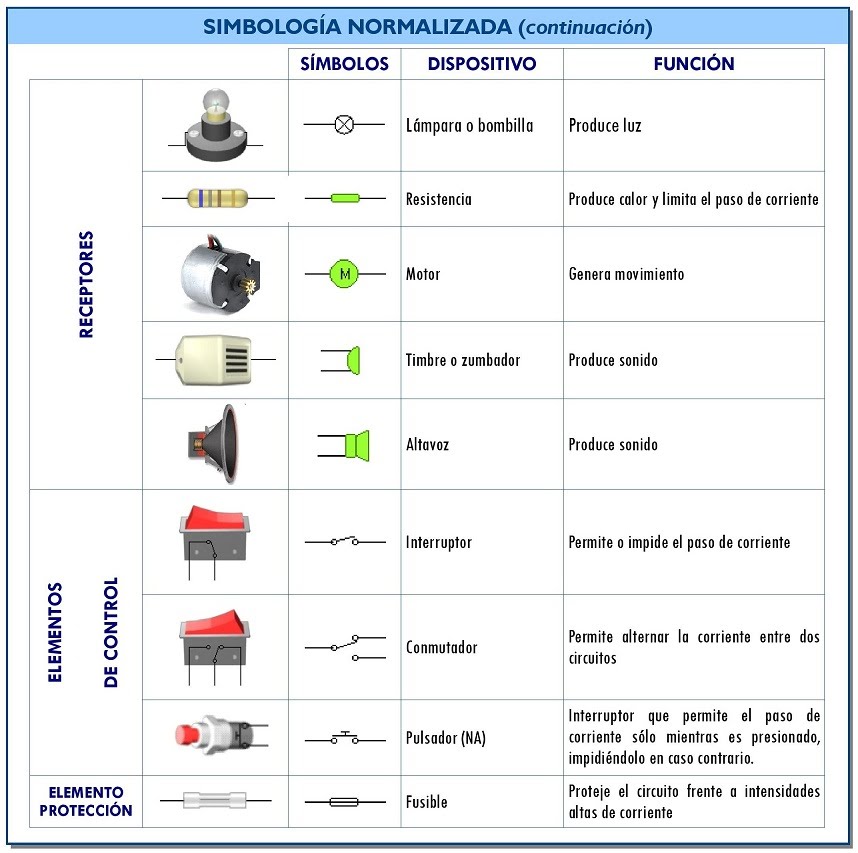 SIMBOLOGÍA NORMALIZADA (continuación)
SÍMBOLOS DISPOSITIVO FUNCIÓN
RECEPTORES
Lámpara o bombilla Produce luz
Resistencia Produce calor y limita el paso de corriente
M Motor Genera movimiento
Timbre o zumbador Produce sonido
Altavoz Produce sonido
ELEMENTOS
DE CONTROL
Interruptor Permite o impide el paso de corriente
Conmutador Permite alternar la corriente entre dos
circuitos
Pulsador (NA) Interruptor que permite el paso de
corriente sólo mientras es presionado,
impidiéndolo en caso contrario.
ELEMENTO
PROTECCIÓN
Fusible Proteje el circuito frente a intensidades
altas de corriente